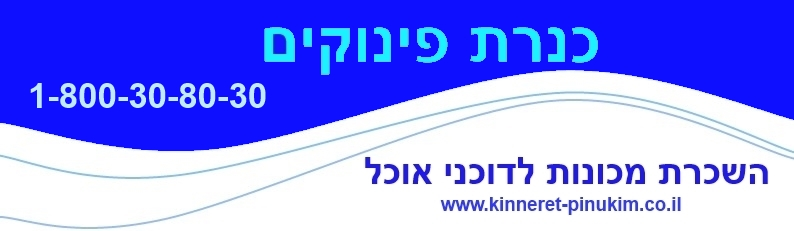 כנרת פינוקים
1-800-30-80-30
השכרת מכונות לדוכני אוכל
www.kinneret-pinukim.co.il